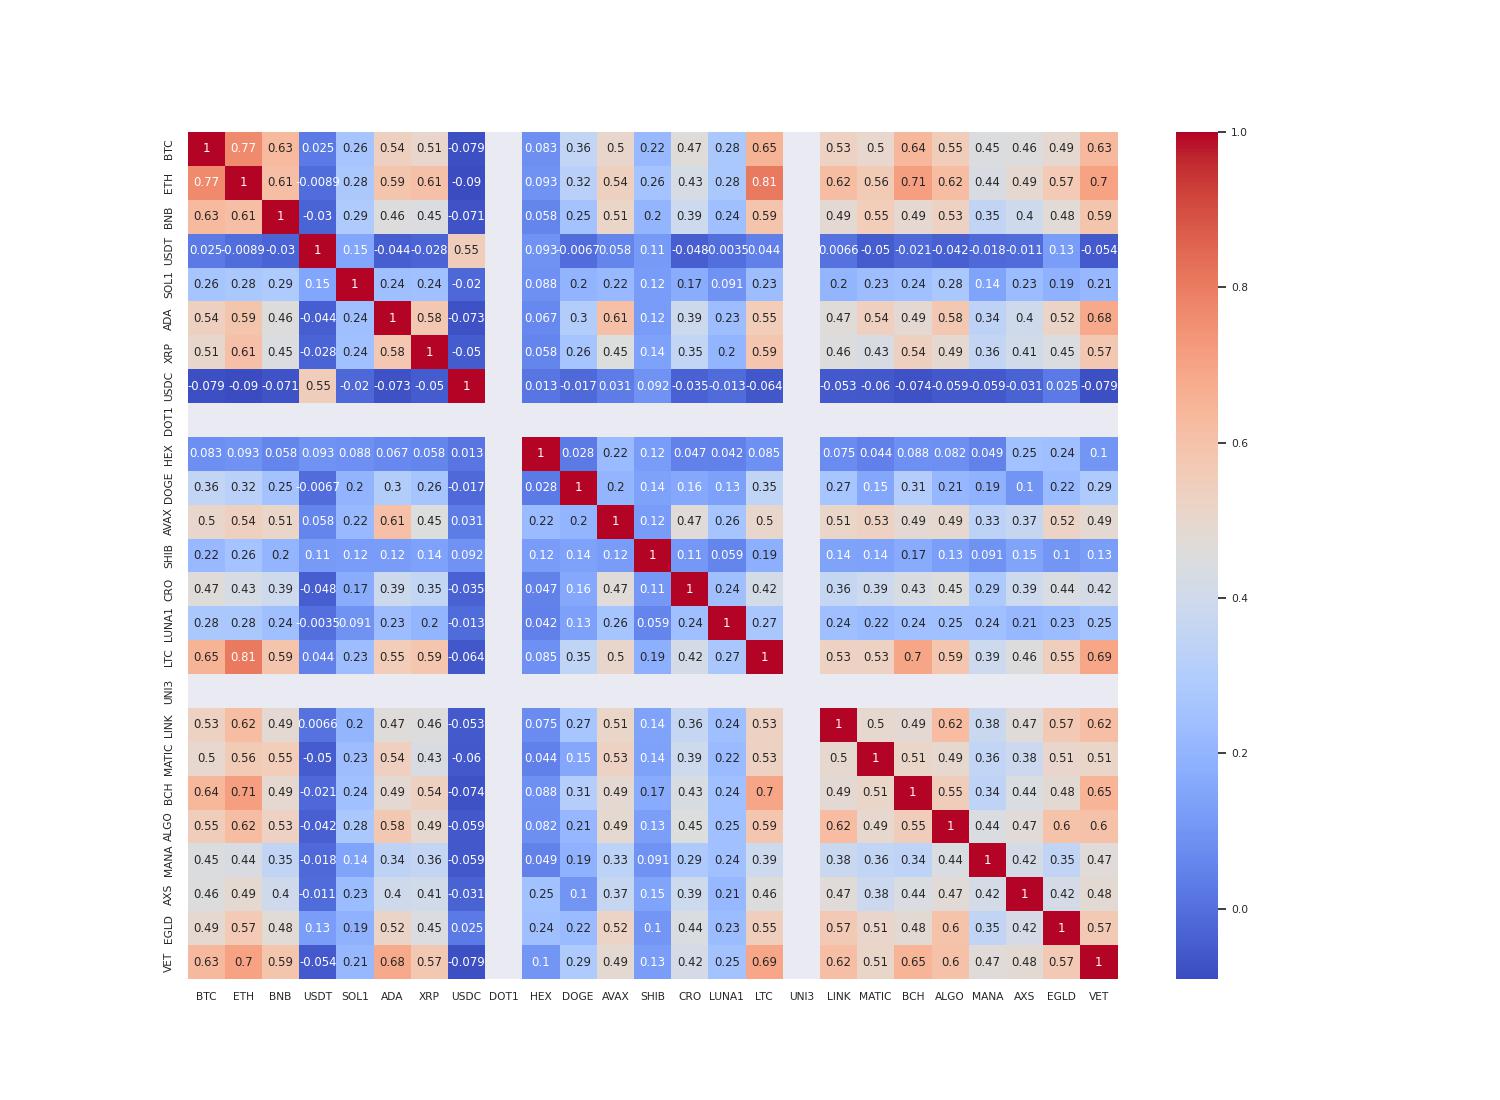 BTC 1 0.77 0.63 0.025 0.26 0.54 0.51 -0.079 0.083 0.36 0.5 0.22 0.47 0.28 0.65 0.53 0.5 0.64 0.55 0.45 0.46 0.49 0.63 1.0
ETH 0.77 1 0.61 -0.0089 0.28 0.59 0.61 -0.09 0.093 0.32 0.54 0.26 0.43 0.28 0.81 0.62 0.56 0.71 0.62 0.44 0.49 0.57 0.7
BNB 0.63 0.61 1 -0.03 0.29 0.46 0.45 -0.071 0.058 0.25 0.51 0.2 0.39 0.24 0.59 0.49 0.55 0.49 0.53 0.35 0.4 0.48 0.59
USDT 0.025 -0.0089 -0.03 1 0.15 -0.044 -0.028 0.55 0.093 -0.0067 0.058 0.11 -0.048 -0.0035 0.044 0.0066 -0.05 -0.021 -0.042 -0.018 -0.011 0.13 -0.054
SOL1 0.26 0.28 0.29 0.15 1 0.24 0.24 -0.02 0.088 0.2 0.22 0.12 0.17 0.091 0.23 0.2 0.23 0.24 0.28 0.14 0.23 0.19 0.21 0.8
ADA 0.54 0.59 0.46 -0.044 0.24 1 0.58 -0.073 0.067 0.3 0.61 0.12 0.39 0.23 0.55 0.47 0.54 0.49 0.58 0.34 0.4 0.52 0.68
XRP 0.51 0.61 0.45 -0.028 0.24 0.58 1 -0.05 0.058 0.26 0.45 0.14 0.35 0.2 0.59 0.46 0.43 0.54 0.49 0.36 0.41 0.45 0.57
USDC -0.079 -0.09 -0.071 0.55 -0.02 -0.073 -0.05 1 0.013 -0.017 0.031 0.092 -0.035 -0.013 -0.064 -0.053 -0.06 -0.074 -0.059 -0.059 -0.031 0.025 -0.079
DOT1
HEX 0.083 0.093 0.058 0.093 0.088 0.067 0.058 0.013 1 0.028 0.22 0.12 0.047 0.042 0.085 0.075 0.044 0.088 0.082 0.049 0.25 0.24 0.1 0.6
DOGE 0.36 0.32 0.25 -0.0067 0.2 0.3 0.26 -0.017 0.028 1 0.2 0.14 0.16 0.13 0.35 0.27 0.15 0.31 0.21 0.19 0.1 0.22 0.29
AVAX 0.5 0.54 0.51 0.058 0.22 0.61 0.45 0.031 0.22 0.2 1 0.12 0.47 0.26 0.5 0.51 0.53 0.49 0.49 0.33 0.37 0.52 0.49
SHIB 0.22 0.26 0.2 0.11 0.12 0.12 0.14 0.092 0.12 0.14 0.12 1 0.11 0.059 0.19 0.14 0.14 0.17 0.13 0.091 0.15 0.1 0.13
CRO 0.47 0.43 0.39 -0.048 0.17 0.39 0.35 -0.035 0.047 0.16 0.47 0.11 1 0.24 0.42 0.36 0.39 0.43 0.45 0.29 0.39 0.44 0.42 0.4
LUNA1 0.28 0.28 0.24 -0.0035 0.091 0.23 0.2 -0.013 0.042 0.13 0.26 0.059 0.24 1 0.27 0.24 0.22 0.24 0.25 0.24 0.21 0.23 0.25
LTC 0.65 0.81 0.59 0.044 0.23 0.55 0.59 -0.064 0.085 0.35 0.5 0.19 0.42 0.27 1 0.53 0.53 0.7 0.59 0.39 0.46 0.55 0.69
UNI3
LINK 0.53 0.62 0.49 0.0066 0.2 0.47 0.46 -0.053 0.075 0.27 0.51 0.14 0.36 0.24 0.53 1 0.5 0.49 0.62 0.38 0.47 0.57 0.62
MATIC 0.5 0.56 0.55 -0.05 0.23 0.54 0.43 -0.06 0.044 0.15 0.53 0.14 0.39 0.22 0.53 0.5 1 0.51 0.49 0.36 0.38 0.51 0.51 0.2
BCH 0.64 0.71 0.49 -0.021 0.24 0.49 0.54 -0.074 0.088 0.31 0.49 0.17 0.43 0.24 0.7 0.49 0.51 1 0.55 0.34 0.44 0.48 0.65
ALGO 0.55 0.62 0.53 -0.042 0.28 0.58 0.49 -0.059 0.082 0.21 0.49 0.13 0.45 0.25 0.59 0.62 0.49 0.55 1 0.44 0.47 0.6 0.6
MANA 0.45 0.44 0.35 -0.018 0.14 0.34 0.36 -0.059 0.049 0.19 0.33 0.091 0.29 0.24 0.39 0.38 0.36 0.34 0.44 1 0.42 0.35 0.47
AXS 0.46 0.49 0.4 -0.011 0.23 0.4 0.41 -0.031 0.25 0.1 0.37 0.15 0.39 0.21 0.46 0.47 0.38 0.44 0.47 0.42 1 0.42 0.48 0.0
EGLD 0.49 0.57 0.48 0.13 0.19 0.52 0.45 0.025 0.24 0.22 0.52 0.1 0.44 0.23 0.55 0.57 0.51 0.48 0.6 0.35 0.42 1 0.57
VET 0.63 0.7 0.59 -0.054 0.21 0.68 0.57 -0.079 0.1 0.29 0.49 0.13 0.42 0.25 0.69 0.62 0.51 0.65 0.6 0.47 0.48 0.57 1
BTC ETH BNB USDT SOL1 ADA XRP USDC DOT1 HEX DOGE AVAX SHIB CRO LUNA1 LTC UNI3 LINK MATIC BCH ALGO MANA AXS EGLD VET